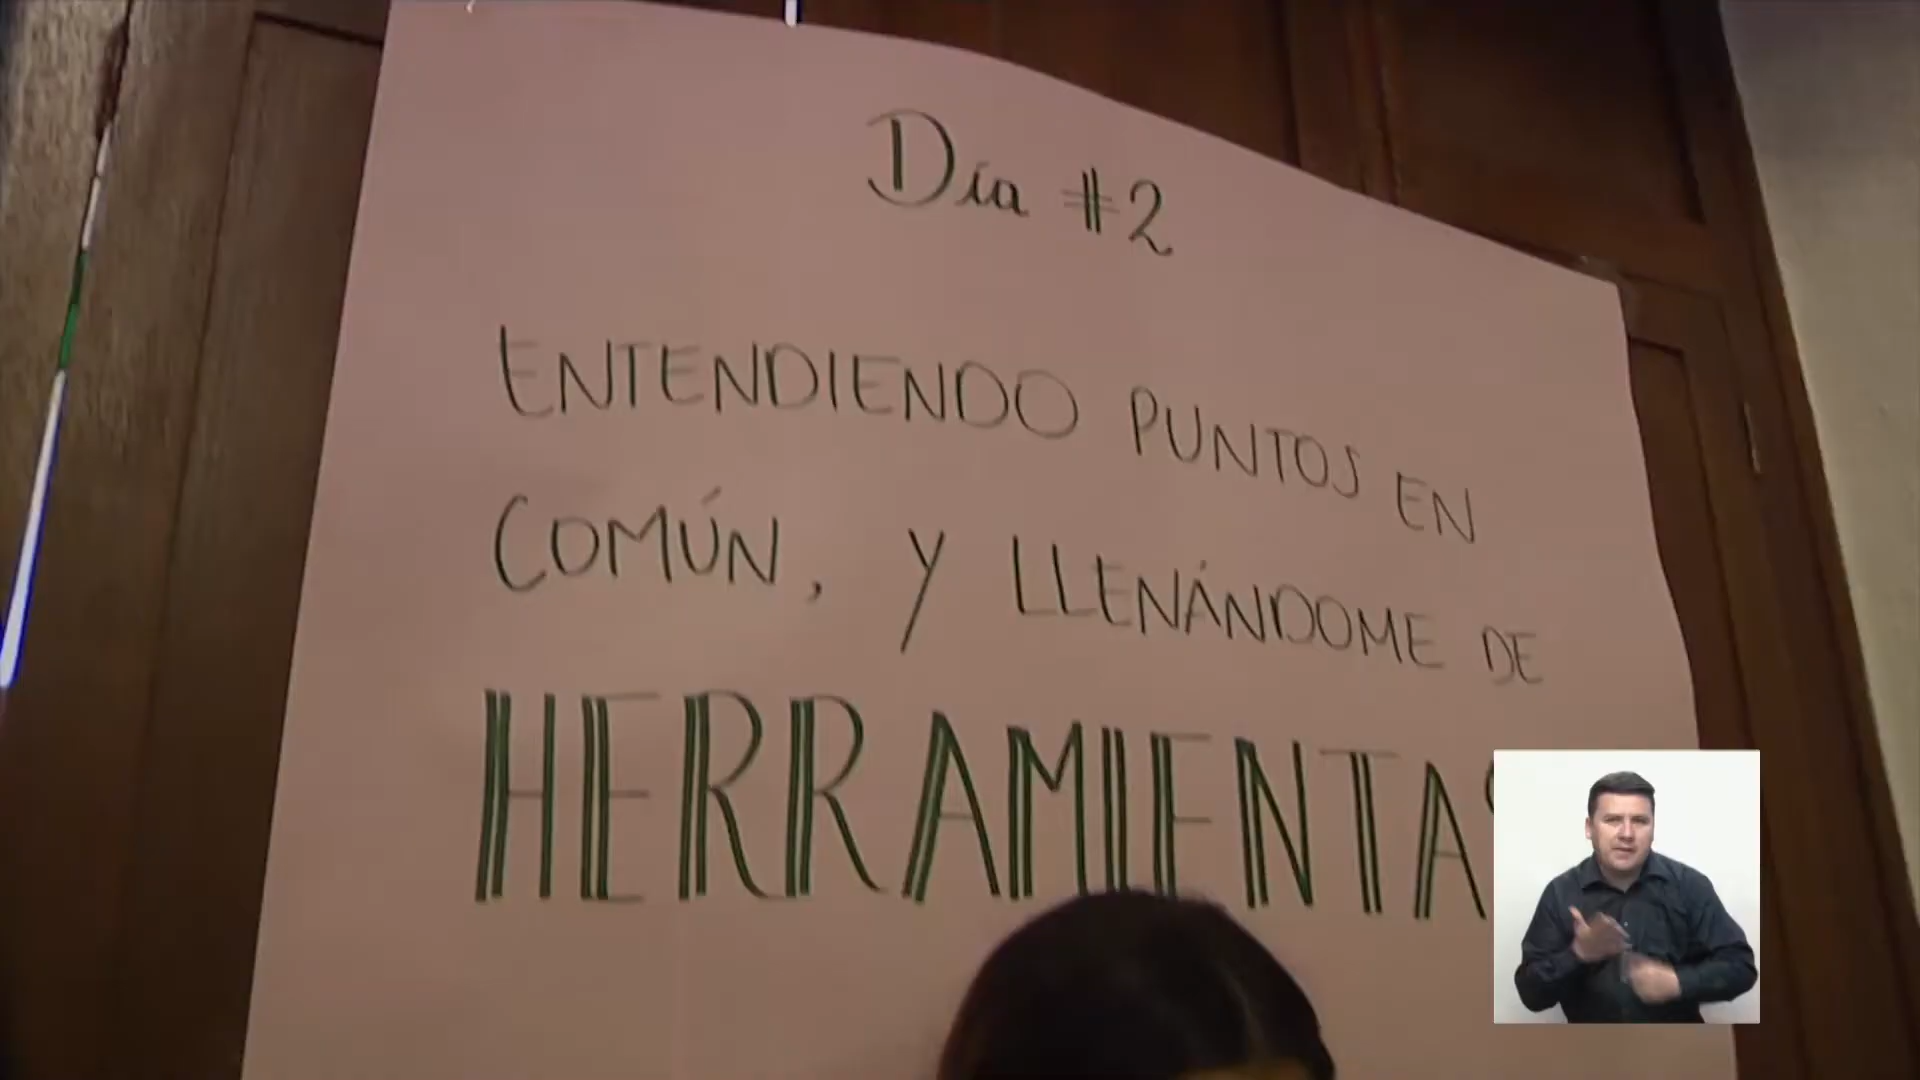 Día #2
ENTENDIENDO PUNTOS EN
COMÚN, Y LLENÁNDOME DE
HERRAMIENTAS